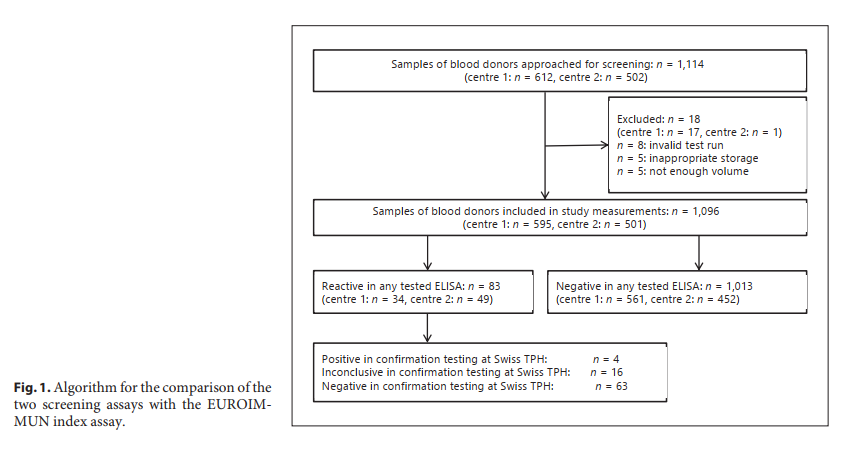 Samples of blood donors approached for screening: n = 1,114
(centre 1: n = 612, centre 2: n = 502)
Excluded: n = 18
(centre 1: n = 17, centre 2: n = 1)
n = 8: invalid test run
n = 5: inappropriate storage
n = 5: not enough volume
Samples of blood donors included in study measurements: n = 1,096
(centre 1: n = 595, centre 2: n = 501)
Reactive in any tested ELISA: n = 83
(centre 1: n = 34, centre 2: n = 49)
Negative in any tested ELISA: n = 1,013
(centre 1: n = 561, centre 2: n = 452)
Positive in confirmation testing at Swiss TPH: n = 4
Inconclusive in confirmation testing at Swiss TPH: n = 16
Negative in confirmation testing at Swiss TPH: n = 63
Fig. 1. Algorithm for the comparison of the
two screening assays with the EUROIM-
MUN index assay.